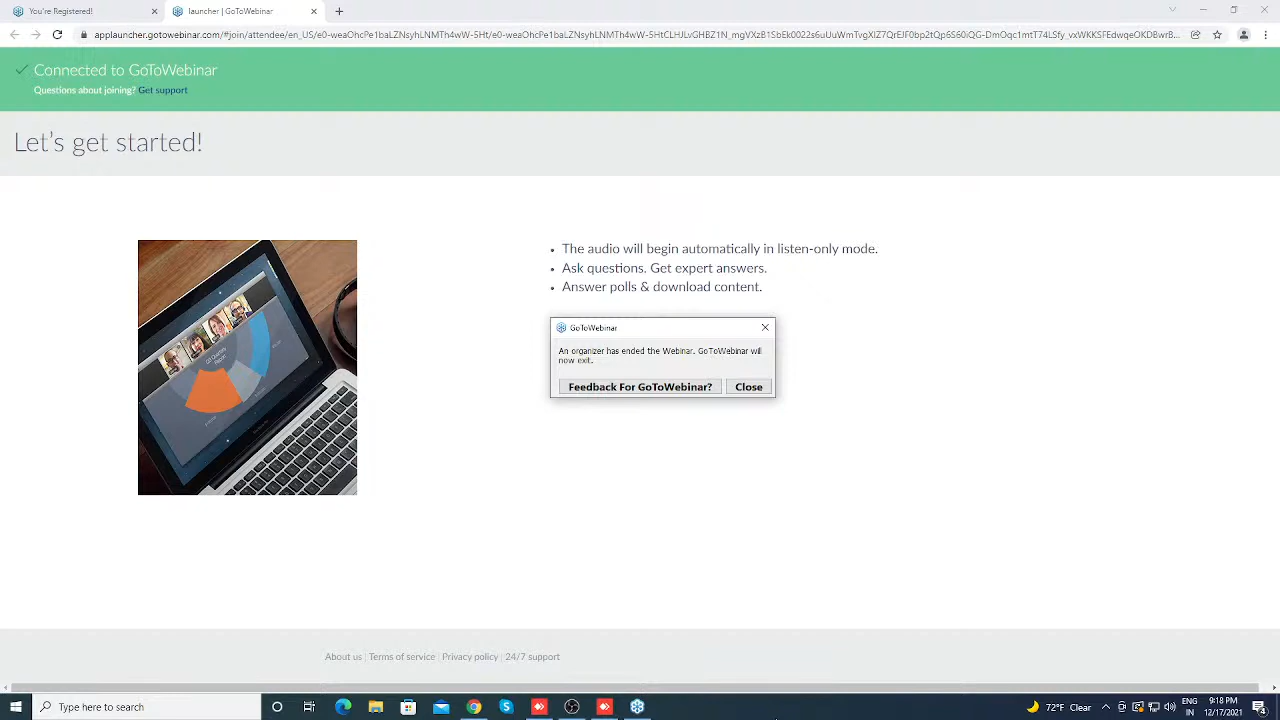 You're Registered!
launcher | GoToWebinar
Connected to GoToWebinar
Questions about joining? Get support
Let's get started!
• The audio will begin automatically in listen-only mode.
• Ask questions. Get expert answers.
• Answer polls & download content.
GoToWebinar
An organizer has ended the Webinar. GoToWebinar will
now exit.
Feedback For GoToWebinar?
Close
About us | Terms of service | Privacy policy | 24/7 support
Type here to search
72°F Clear
ENG
IN
9:18 PM
12/17/2021